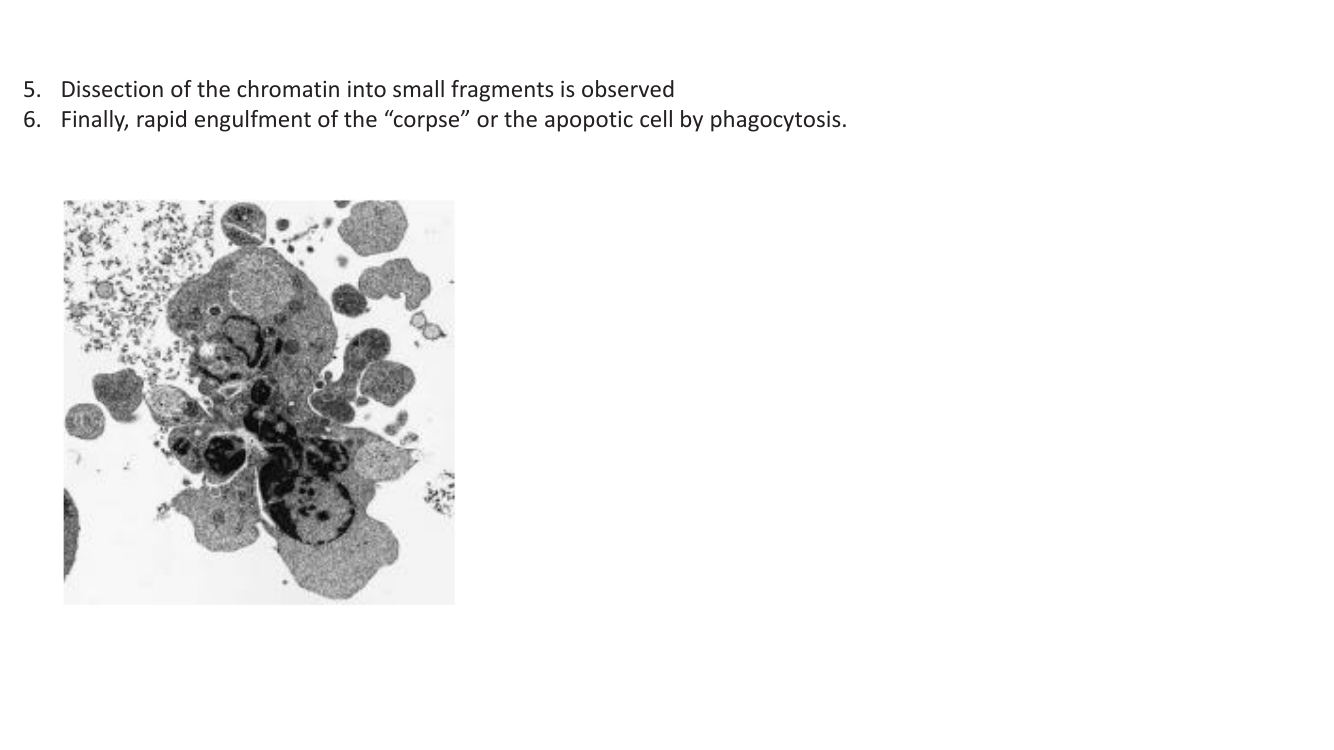 5. Dissection of the chromatin into small fragments is observed
6. Finally, rapid engulfment of the “corpse” or the apopotic cell by phagocytosis.